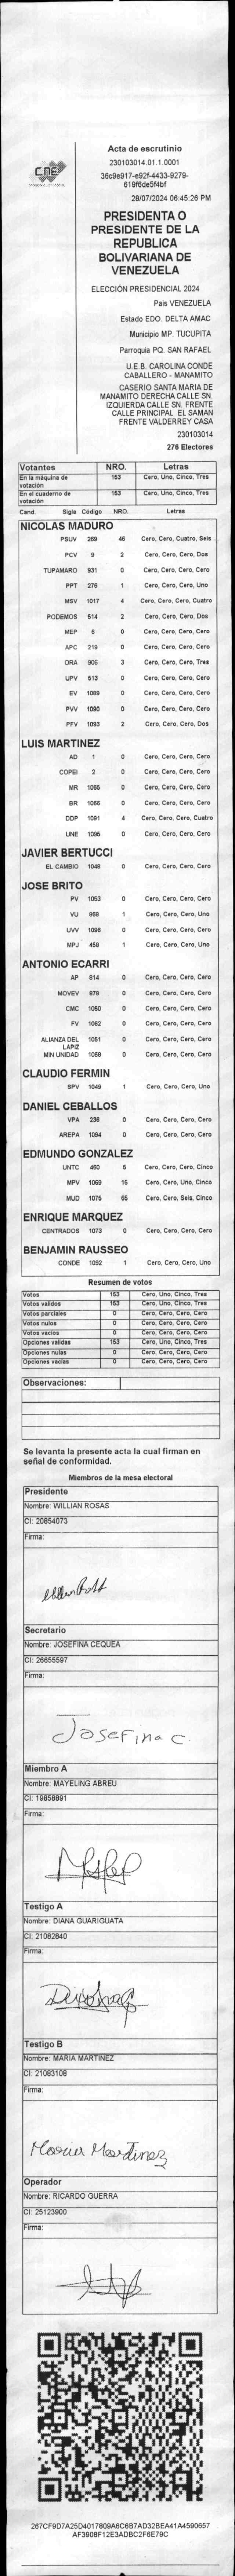 CNE
Acta de escrutinio
230103014.01.1.0001
36c9e917-e92f-4433-9279-
619f6de5f4bf
28/07/2024 06:45:26 PM
PRESIDENTA O
PRESIDENTE DE LA
REPUBLICA
BOLIVARIANA DE
VENEZUELA
ELECCIÓN PRESIDENCIAL 2024
Pais VENEZUELA
Estado EDO. DELTA AMAC
Municipio MP. TUCUPITA
Parroquia PQ. SAN RAFAEL
U.E.B. CAROLINA CONDE
CABALLERO - MANAMITO
CASERIO SANTA MARIA DE
MANAMITO DERECHA CALLE SN.
IZQUIERDA CALLE SN. FRENTE
CALLE PRINCIPAL EL SAMAN
FRENTE VALDERREY CASA
230103014
276 Electores
Votantes NRO. Letras
En la máquina de votación 153 Cero, Uno, Cinco, Tres
En el cuaderno de votación 153 Cero, Uno, Cinco, Tres
Cand. Sigla Código NRO. Letras
NICOLAS MADURO
PSUV 269 46 Cero, Cero, Cuatro, Seis
PCV 9 2 Cero, Cero, Cero, Dos
TUPAMARO 931 0 Cero, Cero, Cero, Cero
PPT 276 1 Cero, Cero, Cero, Uno
MSV 1017 4 Cero, Cero, Cero, Cuatro
PODEMOS 514 2 Cero, Cero, Cero, Dos
MEP 6 0 Cero, Cero, Cero, Cero
APC 219 0 Cero, Cero, Cero, Cero
ORA 905 3 Cero, Cero, Cero, Tres
UPV 513 0 Cero, Cero, Cero, Cero
EV 1089 0 Cero, Cero, Cero, Cero
PVV 1090 0 Cero, Cero, Cero, Cero
PFV 1093 2 Cero, Cero, Cero, Dos
LUIS MARTINEZ
AD 1 0 Cero, Cero, Cero, Cero
COPEI 2 0 Cero, Cero, Cero, Cero
MR 1065 0 Cero, Cero, Cero, Cero
BR 1066 0 Cero, Cero, Cero, Cero
DDP 1091 4 Cero, Cero, Cero, Cuatro
UNE 1095 0 Cero, Cero, Cero, Cero
JAVIER BERTUCCI
EL CAMBIO 1048 0 Cero, Cero, Cero, Cero
JOSE BRITO
PV 1053 0 Cero, Cero, Cero, Cero
VU 868 1 Cero, Cero, Cero, Uno
UVV 1096 0 Cero, Cero, Cero, Cero
MPJ 458 1 Cero, Cero, Cero, Uno
ANTONIO ECARRI
AP 814 0 Cero, Cero, Cero, Cero
MOVEV 878 0 Cero, Cero, Cero, Cero
CMC 1050 0 Cero, Cero, Cero, Cero
FV 1062 0 Cero, Cero, Cero, Cero
ALIANZA DEL LAPIZ 1051 0 Cero, Cero, Cero, Cero
MIN UNIDAD 1068 0 Cero, Cero, Cero, Cero
CLAUDIO FERMIN
SPV 1049 1 Cero, Cero, Cero, Uno
DANIEL CEBALLOS
VPA 236 0 Cero, Cero, Cero, Cero
AREPA 1094 0 Cero, Cero, Cero, Cero
EDMUNDO GONZALEZ
UNTC 460 5 Cero, Cero, Cero, Cinco
MPV 1069 15 Cero, Cero, Uno, Cinco
MUD 1075 65 Cero, Cero, Seis, Cinco
ENRIQUE MARQUEZ
CENTRADOS 1073 0 Cero, Cero, Cero, Cero
BENJAMIN RAUSSEO
CONDE 1092 1 Cero, Cero, Cero, Uno
Resumen de votos
Votos 153 Cero, Uno, Cinco, Tres
Votos validos 153 Cero, Uno, Cinco, Tres
Votos parciales 0 Cero, Cero, Cero, Cero
Votos nulos 0 Cero, Cero, Cero, Cero
Votos vacios 0 Cero, Cero, Cero, Cero
Opciones validas 153 Cero, Uno, Cinco, Tres
Opciones nulas 0 Cero, Cero, Cero, Cero
Opciones vacias 0 Cero, Cero, Cero, Cero
Observaciones:
Se levanta la presente acta la cual firman en
señal de conformidad.
Miembros de la mesa electoral
Presidente
Nombre: WILLIAN ROSAS
CI: 20854073
Firma:
Secretario
Nombre: JOSEFINA CEQUEA
CI: 26655597
Firma:
Josefina C.
Miembro A
Nombre: MAYELING ABREU
CI: 19858891
Firma:
Testigo A
Nombre: DIANA GUARIGUATA
CI: 21082840
Firma:
Testigo B
Nombre: MARIA MARTINEZ
CI: 21083108
Firma:
Maria Martinez
Operador
Nombre: RICARDO GUERRA
CI: 25123900
Firma:
267CF9D7A25D4017809A6C6B7AD32BEA41A4590657
AF3908F12E3ADBC2F6E79C